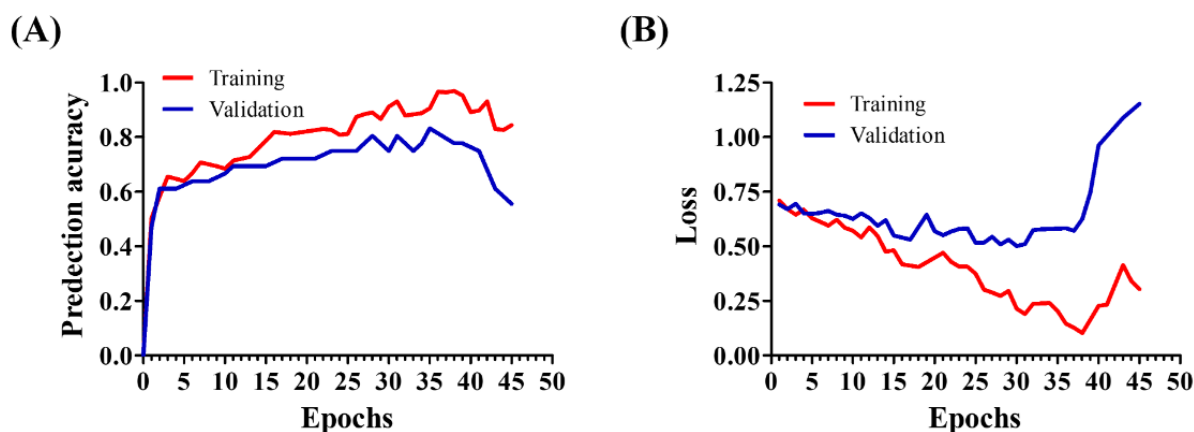 (A)
Training
Validation
1.0
0.8
0.6
0.4
0.2
0.0
Predection acuracy
0 5 10 15 20 25 30 35 40 45 50
Epochs
(B)
Training
Validation
1.25
1.00
0.75
0.50
0.25
0.00
Loss
0 5 10 15 20 25 30 35 40 45 50
Epochs